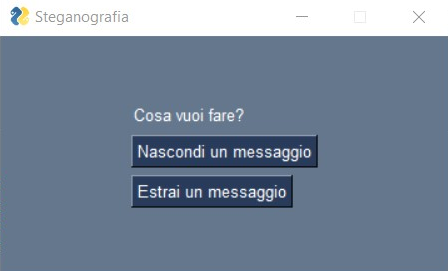 Steganografia
Cosa vuoi fare?
Nascondi un messaggio
Estrai un messaggio